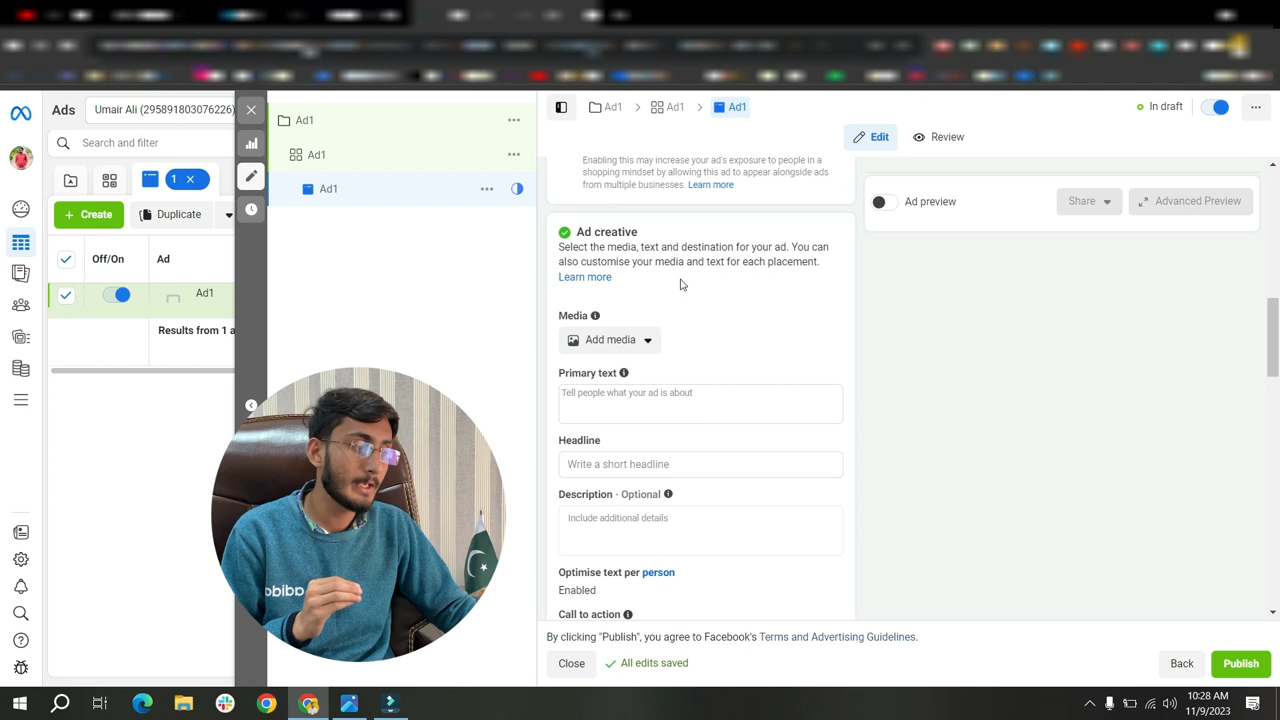 Ads
Umair Ali (295891803076226)
Search and filter
1
Create
Duplicate
Off/On
Ad
Ad1
Results from 1 a
Ad1
Ad1
Ad1
Ad1
Ad1
Ad1
In draft
Edit
Review
Enabling this may increase your ad's exposure to people in a
shopping mindset by allowing this ad to appear alongside ads
from multiple businesses. Learn more
Ad creative
Select the media, text and destination for your ad. You can
also customise your media and text for each placement.
Learn more
Media
Add media
Primary text
Tell people what your ad is about
Headline
Write a short headline
Description · Optional
Include additional details
Optimise text per person
Enabled
Call to action
Ad preview
Share
Advanced Preview
By clicking "Publish", you agree to Facebook's Terms and Advertising Guidelines.
Close
All edits saved
Back
Publish
10:28 AM
11/9/2023